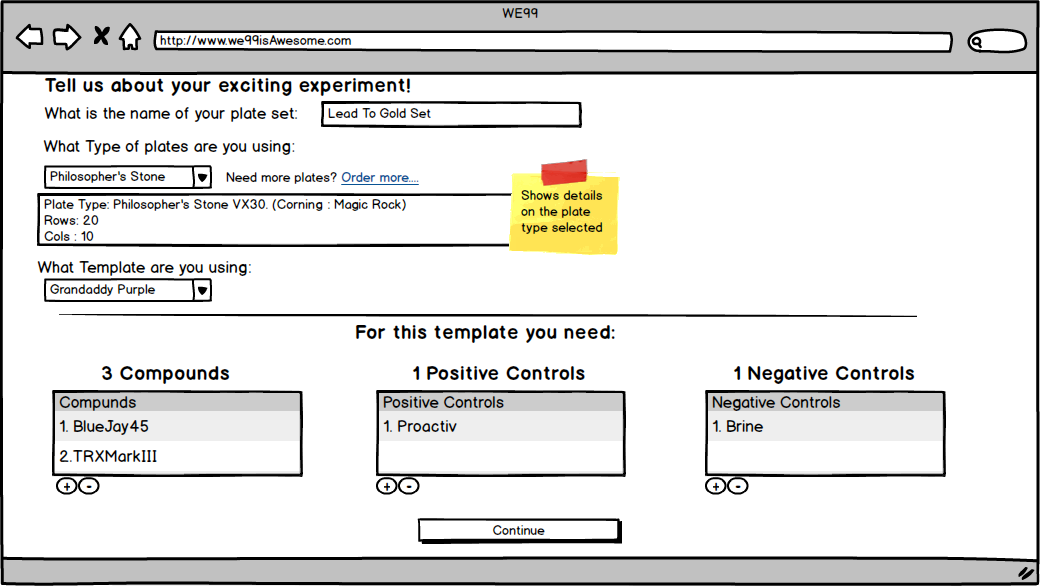 WE99
http://www.we99isAwesome.com
Tell us about your exciting experiment!
What is the name of your plate set: Lead To Gold Set
What Type of plates are you using:
Philosopher's Stone Need more plates? Order more....
Plate Type: Philosopher's Stone VX30. (Corning : Magic Rock)
Rows: 20
Cols : 10
Shows details
on the plate
type selected
What Template are you using:
Grandaddy Purple
For this template you need:
3 Compounds
Compunds
1. BlueJay45
2.TRXMarkIII
+ -
1 Positive Controls
Positive Controls
1. Proactiv
+ -
1 Negative Controls
Negative Controls
1. Brine
+ -
Continue